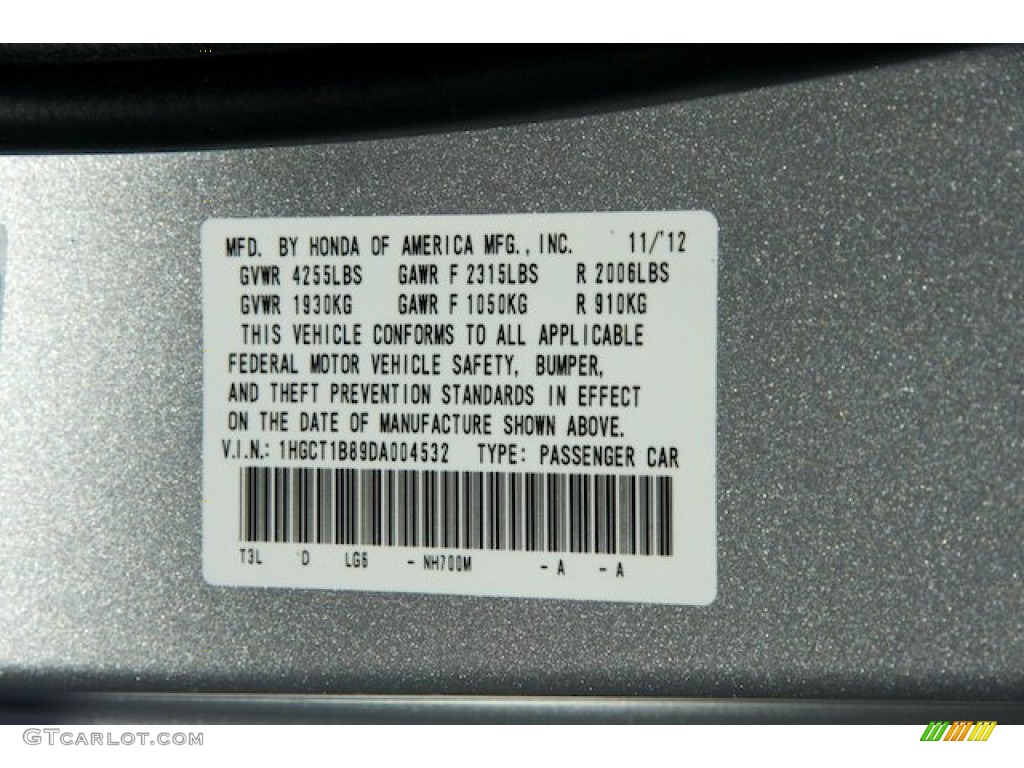 MFD. BY HONDA OF AMERICA MFG., INC. 11/'12
GVWR 4255LBS GAWR F 2315LBS R 2006LBS
GVWR 1930KG GAWR F 1050KG R 910KG
THIS VEHICLE CONFORMS TO ALL APPLICABLE
FEDERAL MOTOR VEHICLE SAFETY, BUMPER,
AND THEFT PREVENTION STANDARDS IN EFFECT
ON THE DATE OF MANUFACTURE SHOWN ABOVE.
V.I.N.: 1HGCT1B89DA004532 TYPE: PASSENGER CAR
T3L D LG6 - NH700M - A - A
GTcarlot.com